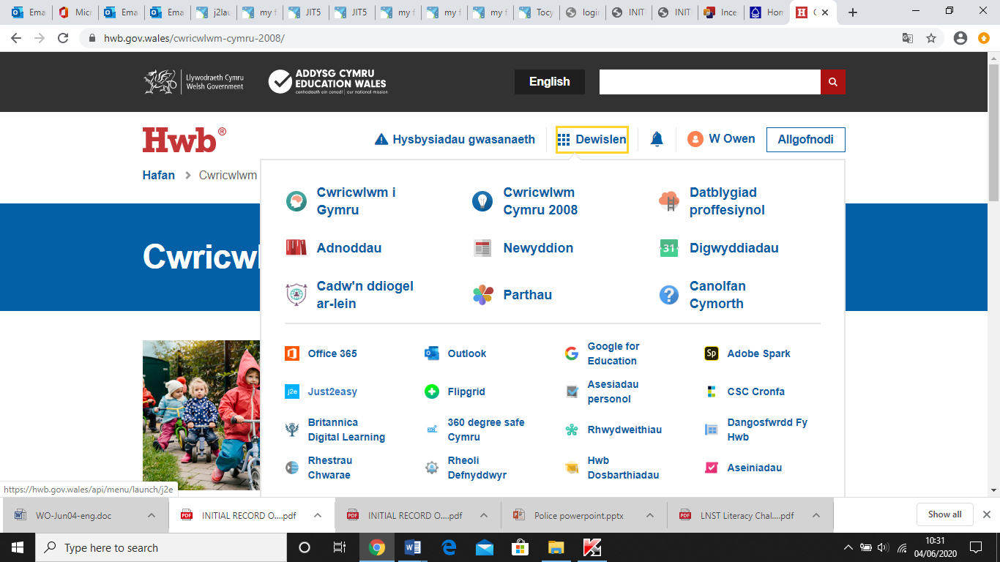 Ema
Micr
Ema
Ema
j2lau
my f
JIT5
JIT5
my f
my f
my f
Tocy
login
INIT
INIT
Ince
Hom
hwb.gov.wales/cwricwlwm-cymru-2008/
Llywodraeth Cymru
Welsh Government
ADDYSG CYMRU
EDUCATION WALES
cenhadaeth ein cenedl | our national mission
English
Hwb®
Hysbysiadau gwasanaeth
Dewislen
W Owen
Allgofnodi
Hafan > Cwricwlwm
Cwricwl
Cwricwlwm i
Gymru
Cwricwlwm
Cymru 2008
Datblygiad
proffesiynol
Adnoddau
Newyddion
31
Digwyddiadau
Cadw'n ddiogel
ar-lein
Parthau
?
Canolfan
Cymorth
Office 365
Outlook
Google for
Education
Sp
Adobe Spark
j2e
Just2easy
Flipgrid
Asesiadau
personol
CSC Cronfa
Britannica
Digital Learning
360 degree safe
Cymru
Rhwydweithiau
Dangosfwrdd Fy
Hwb
Rhestrau
Chwarae
Rheoli
Defnyddwyr
Hwb
Dosbarthiadau
Aseiniadau
https://hwb.gov.wales/api/menu/launch/j2e
WO-Jun04-eng.doc
INITIAL RECORD O....pdf
INITIAL RECORD O....pdf
Police powerpoint.pptx
LNST Literacy Chal....pdf
Show all
Type here to search
10:31
04/06/2020